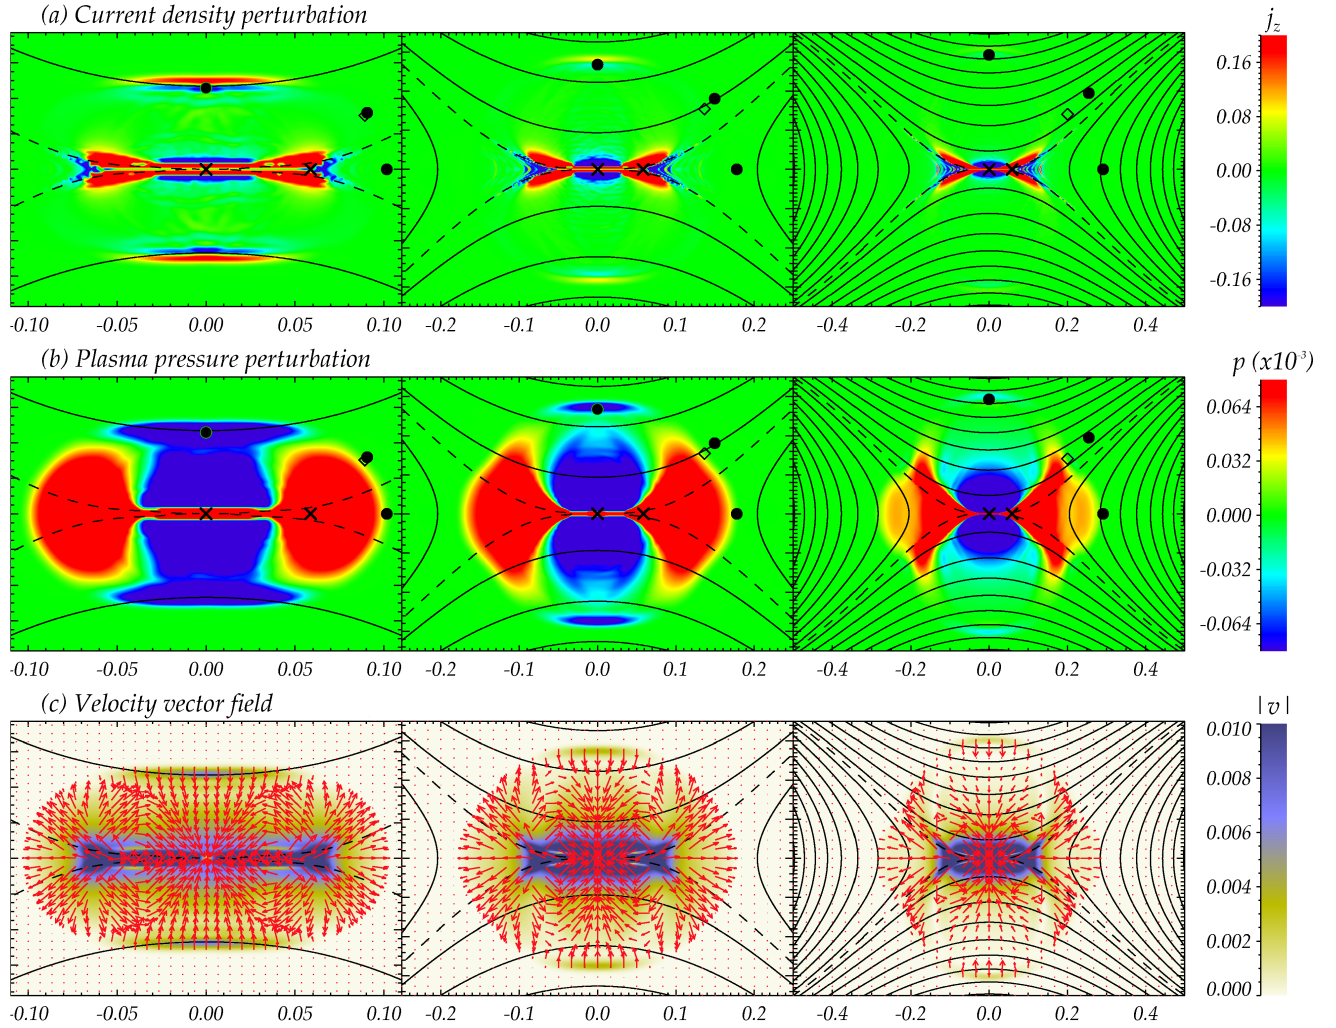 (a) Current density perturbation
j_z
0.16
0.08
0.00
-0.08
-0.16
-0.10 -0.05 0.00 0.05 0.10 -0.2 -0.1 0.0 0.1 0.2 -0.4 -0.2 0.0 0.2 0.4
(b) Plasma pressure perturbation
p (x10^-3)
0.064
0.032
0.000
-0.032
-0.064
-0.10 -0.05 0.00 0.05 0.10 -0.2 -0.1 0.0 0.1 0.2 -0.4 -0.2 0.0 0.2 0.4
(c) Velocity vector field
|v|
0.010
0.008
0.006
0.004
0.002
0.000
-0.10 -0.05 0.00 0.05 0.10 -0.2 -0.1 0.0 0.1 0.2 -0.4 -0.2 0.0 0.2 0.4